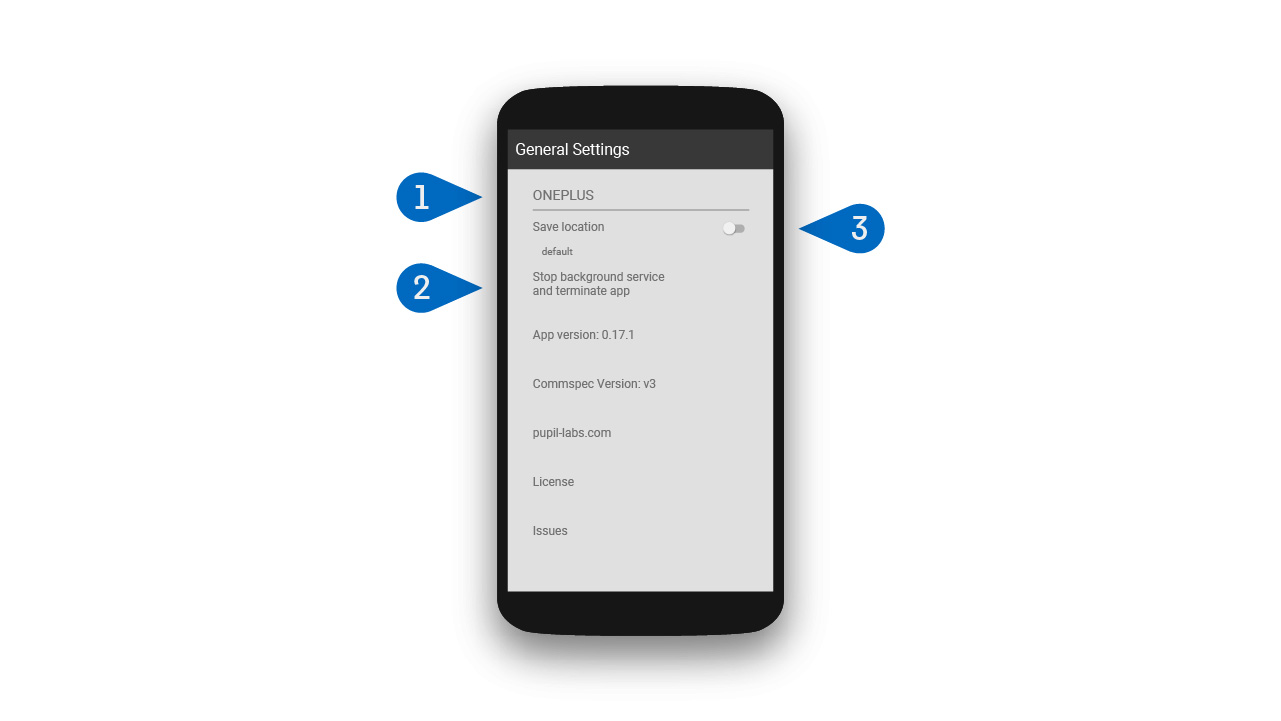 General Settings
1
ONEPLUS
Save location
3
default
2
Stop background service
and terminate app
App version: 0.17.1
Commspec Version: v3
pupil-labs.com
License
Issues